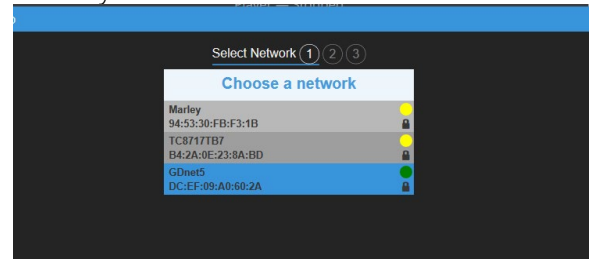 Select Network 1 2 3
Choose a network
Marley
94:53:30:FB:F3:1B
TC8717TB7
B4:2A:0E:23:8A:BD
GDnet5
DC:EF:09:A0:60:2A